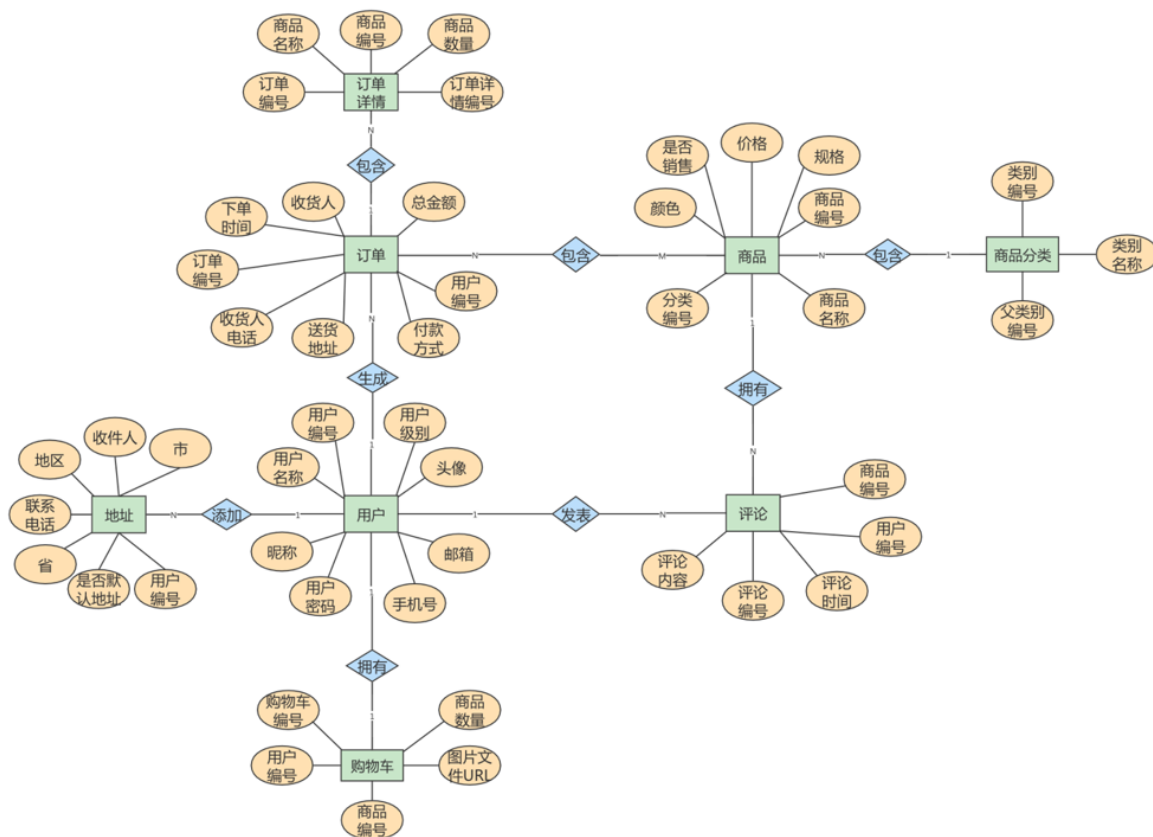 商品
名称
商品
编号
商品
数量
订单
编号
订单
详情
订单详
情编号
N
包含
1
下单
时间
收货人
总金额
订单
编号
订单
用户
编号
收货人
电话
送货
地址
付款
方式
N
包含
M
是否
销售
价格
规格
颜色
商品
编号
商品
分类
编号
商品
名称
N
包含
1
类别
编号
商品分类
类别
名称
父类别
编号
N
生成
1
1
拥有
N
用户
编号
用户
级别
用户
名称
头像
用户
昵称
邮箱
用户
密码
手机号
地区
收件人
市
联系
电话
地址
省
是否默
认地址
用户
编号
N
添加
1
1
发表
N
商品
编号
评论
用户
编号
评论
内容
评论
编号
评论
时间
1
拥有
1
购物车
编号
商品
数量
用户
编号
购物车
图片文
件URL
商品
编号